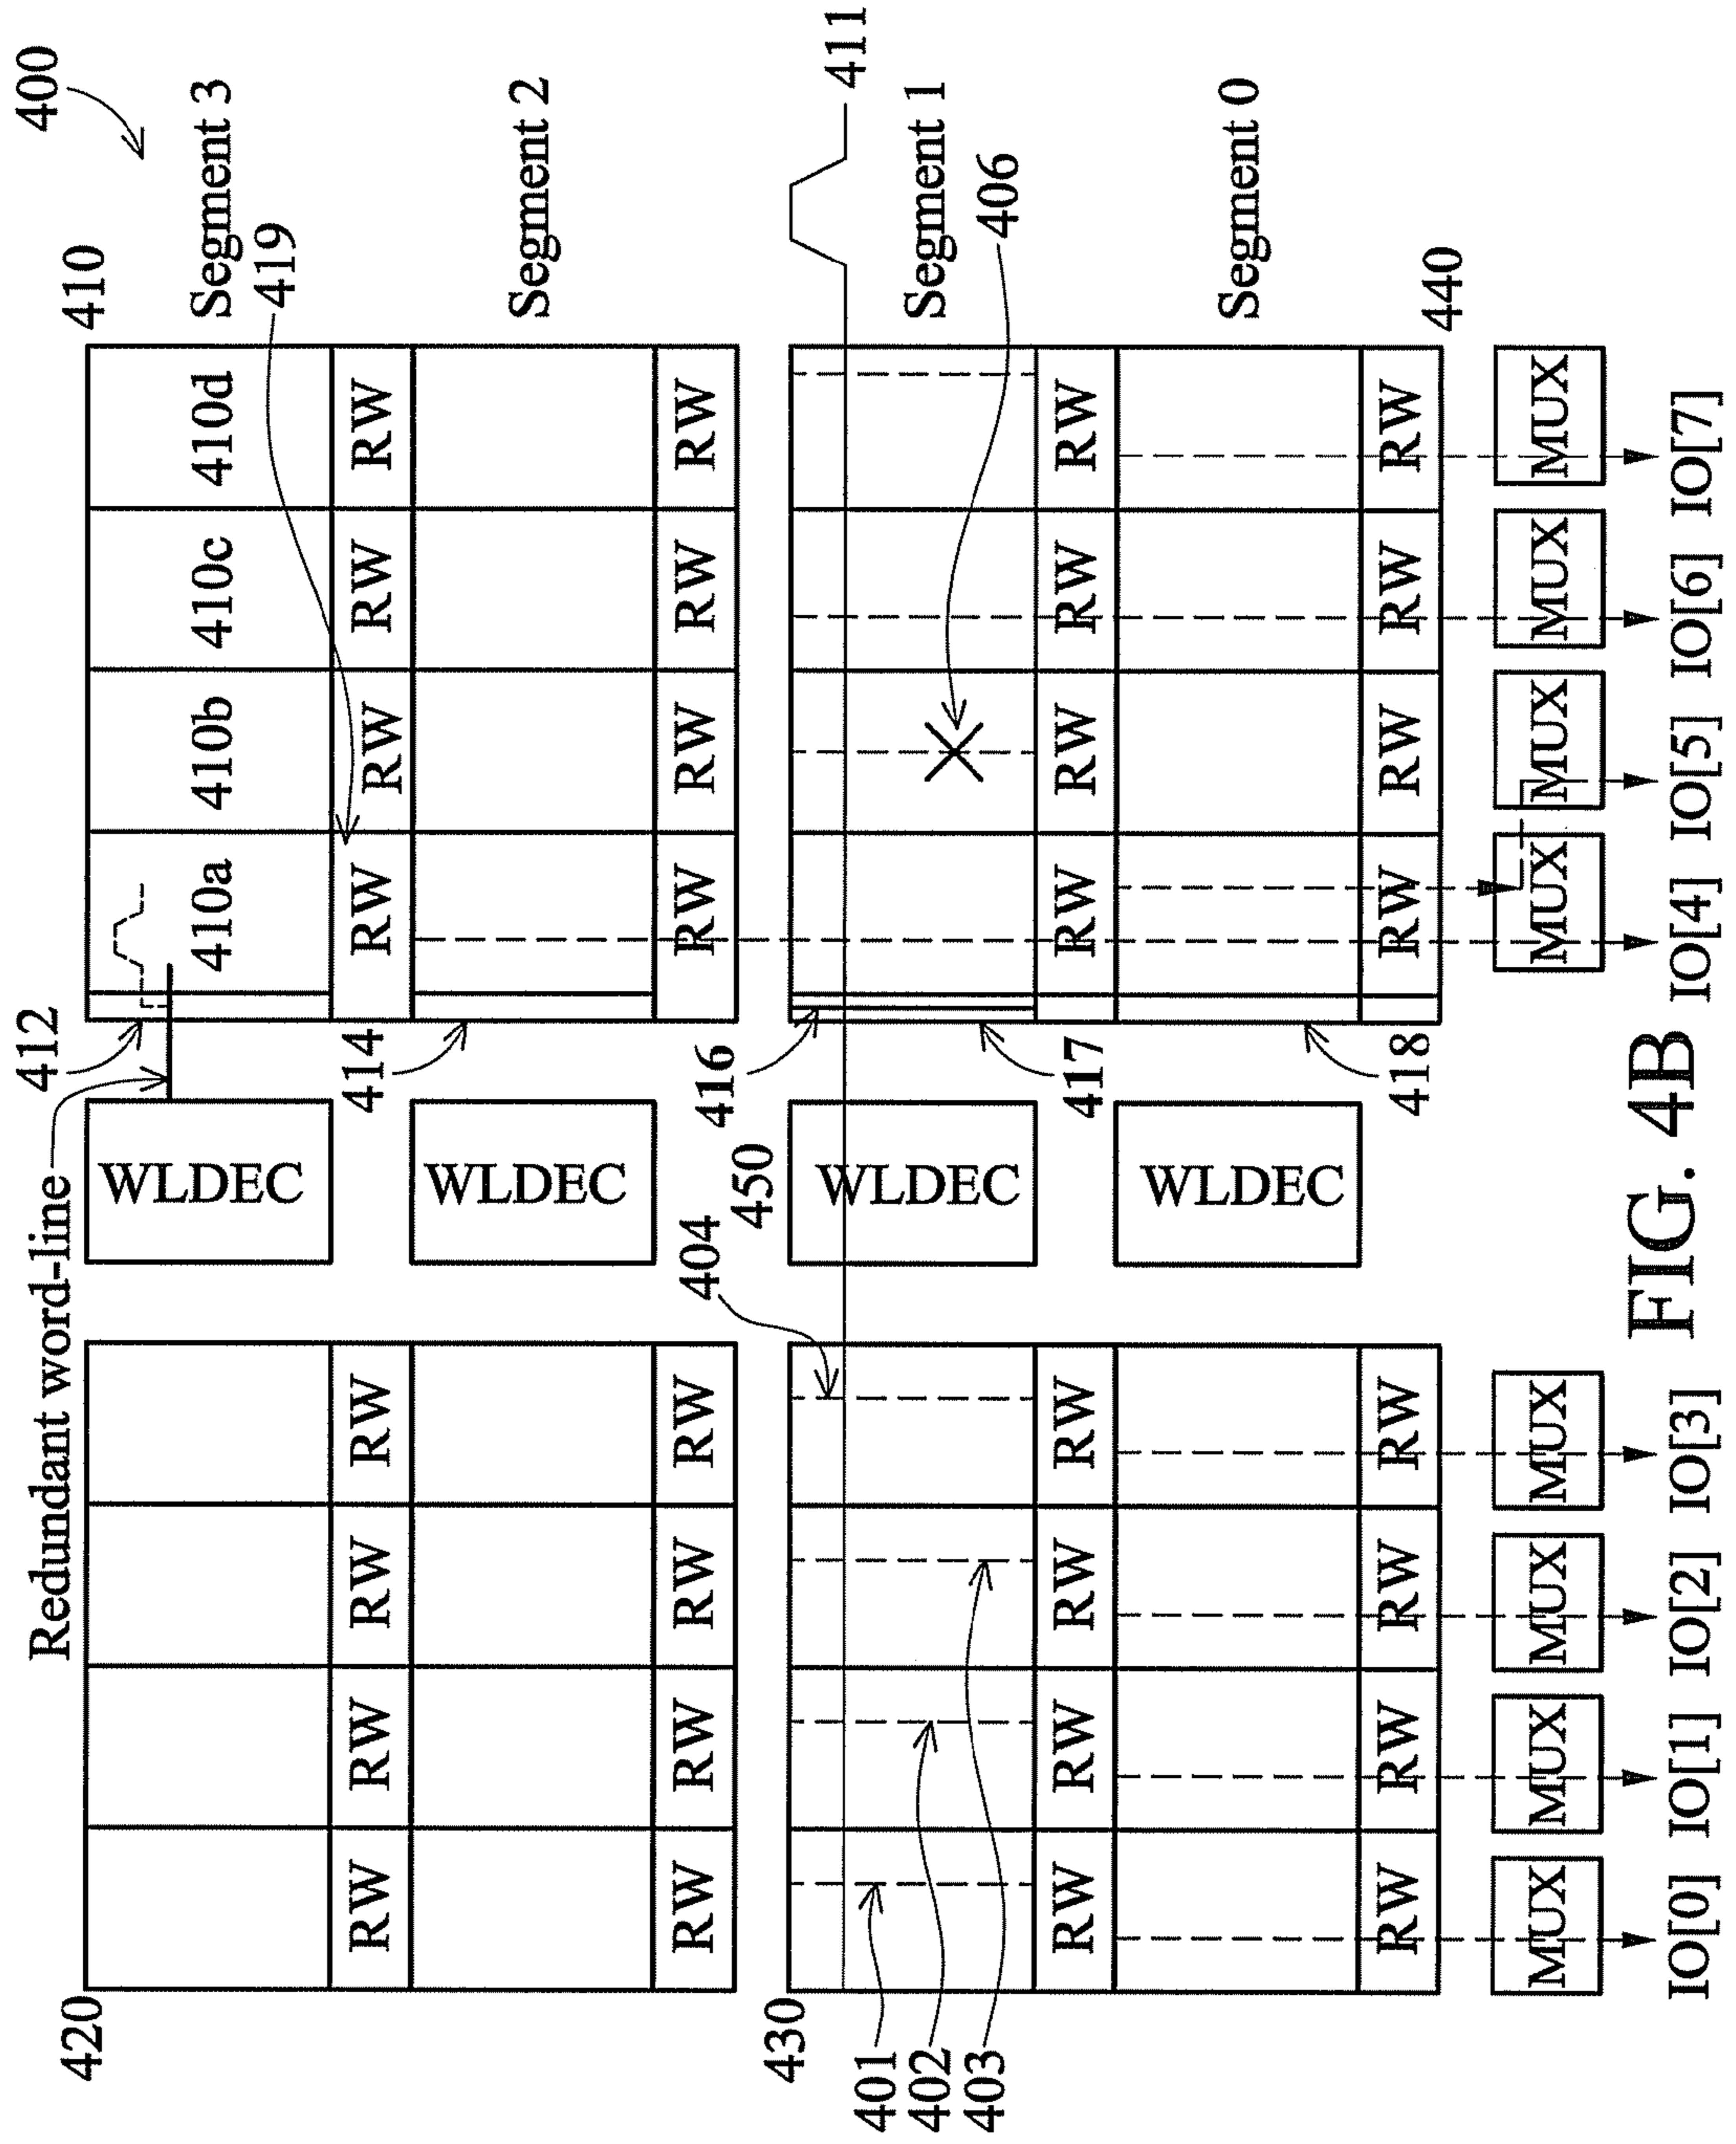 400
Redundant word-line
412
420
410
WLDEC
410a
410b
410c
410d
Segment 3
419
RW RW RW RW
414
RW RW RW RW
WLDEC
Segment 2
RW RW RW RW
404
416
RW RW RW RW
450
430
411
WLDEC
Segment 1
401
402
403
406
RW RW RW RW
417
RW RW RW RW
WLDEC
Segment 0
RW RW RW RW
418
RW RW RW RW
440
MUX MUX MUX MUX
MUX MUX MUX MUX
IO[0] IO[1] IO[2] IO[3]
IO[4] IO[5] IO[6] IO[7]
FIG. 4B